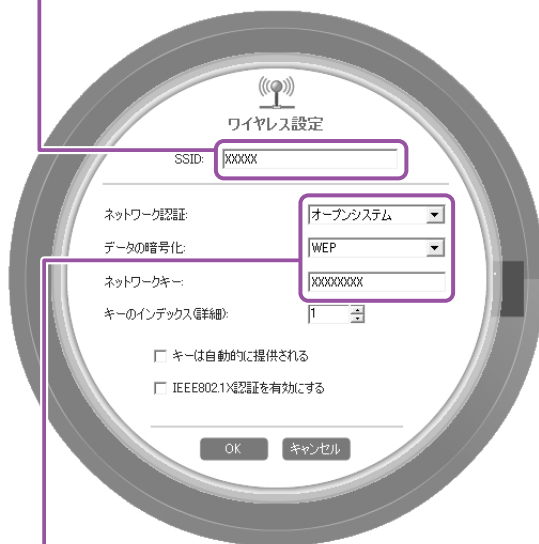 ワイヤレス設定
SSID: XXXXX
ネットワーク認証: オープンシステム
データの暗号化: WEP
ネットワークキー: XXXXXXXX
キーのインデックス(詳細): 1
キーは自動的に提供される
IEEE802.1X認証を有効にする
OK キャンセル